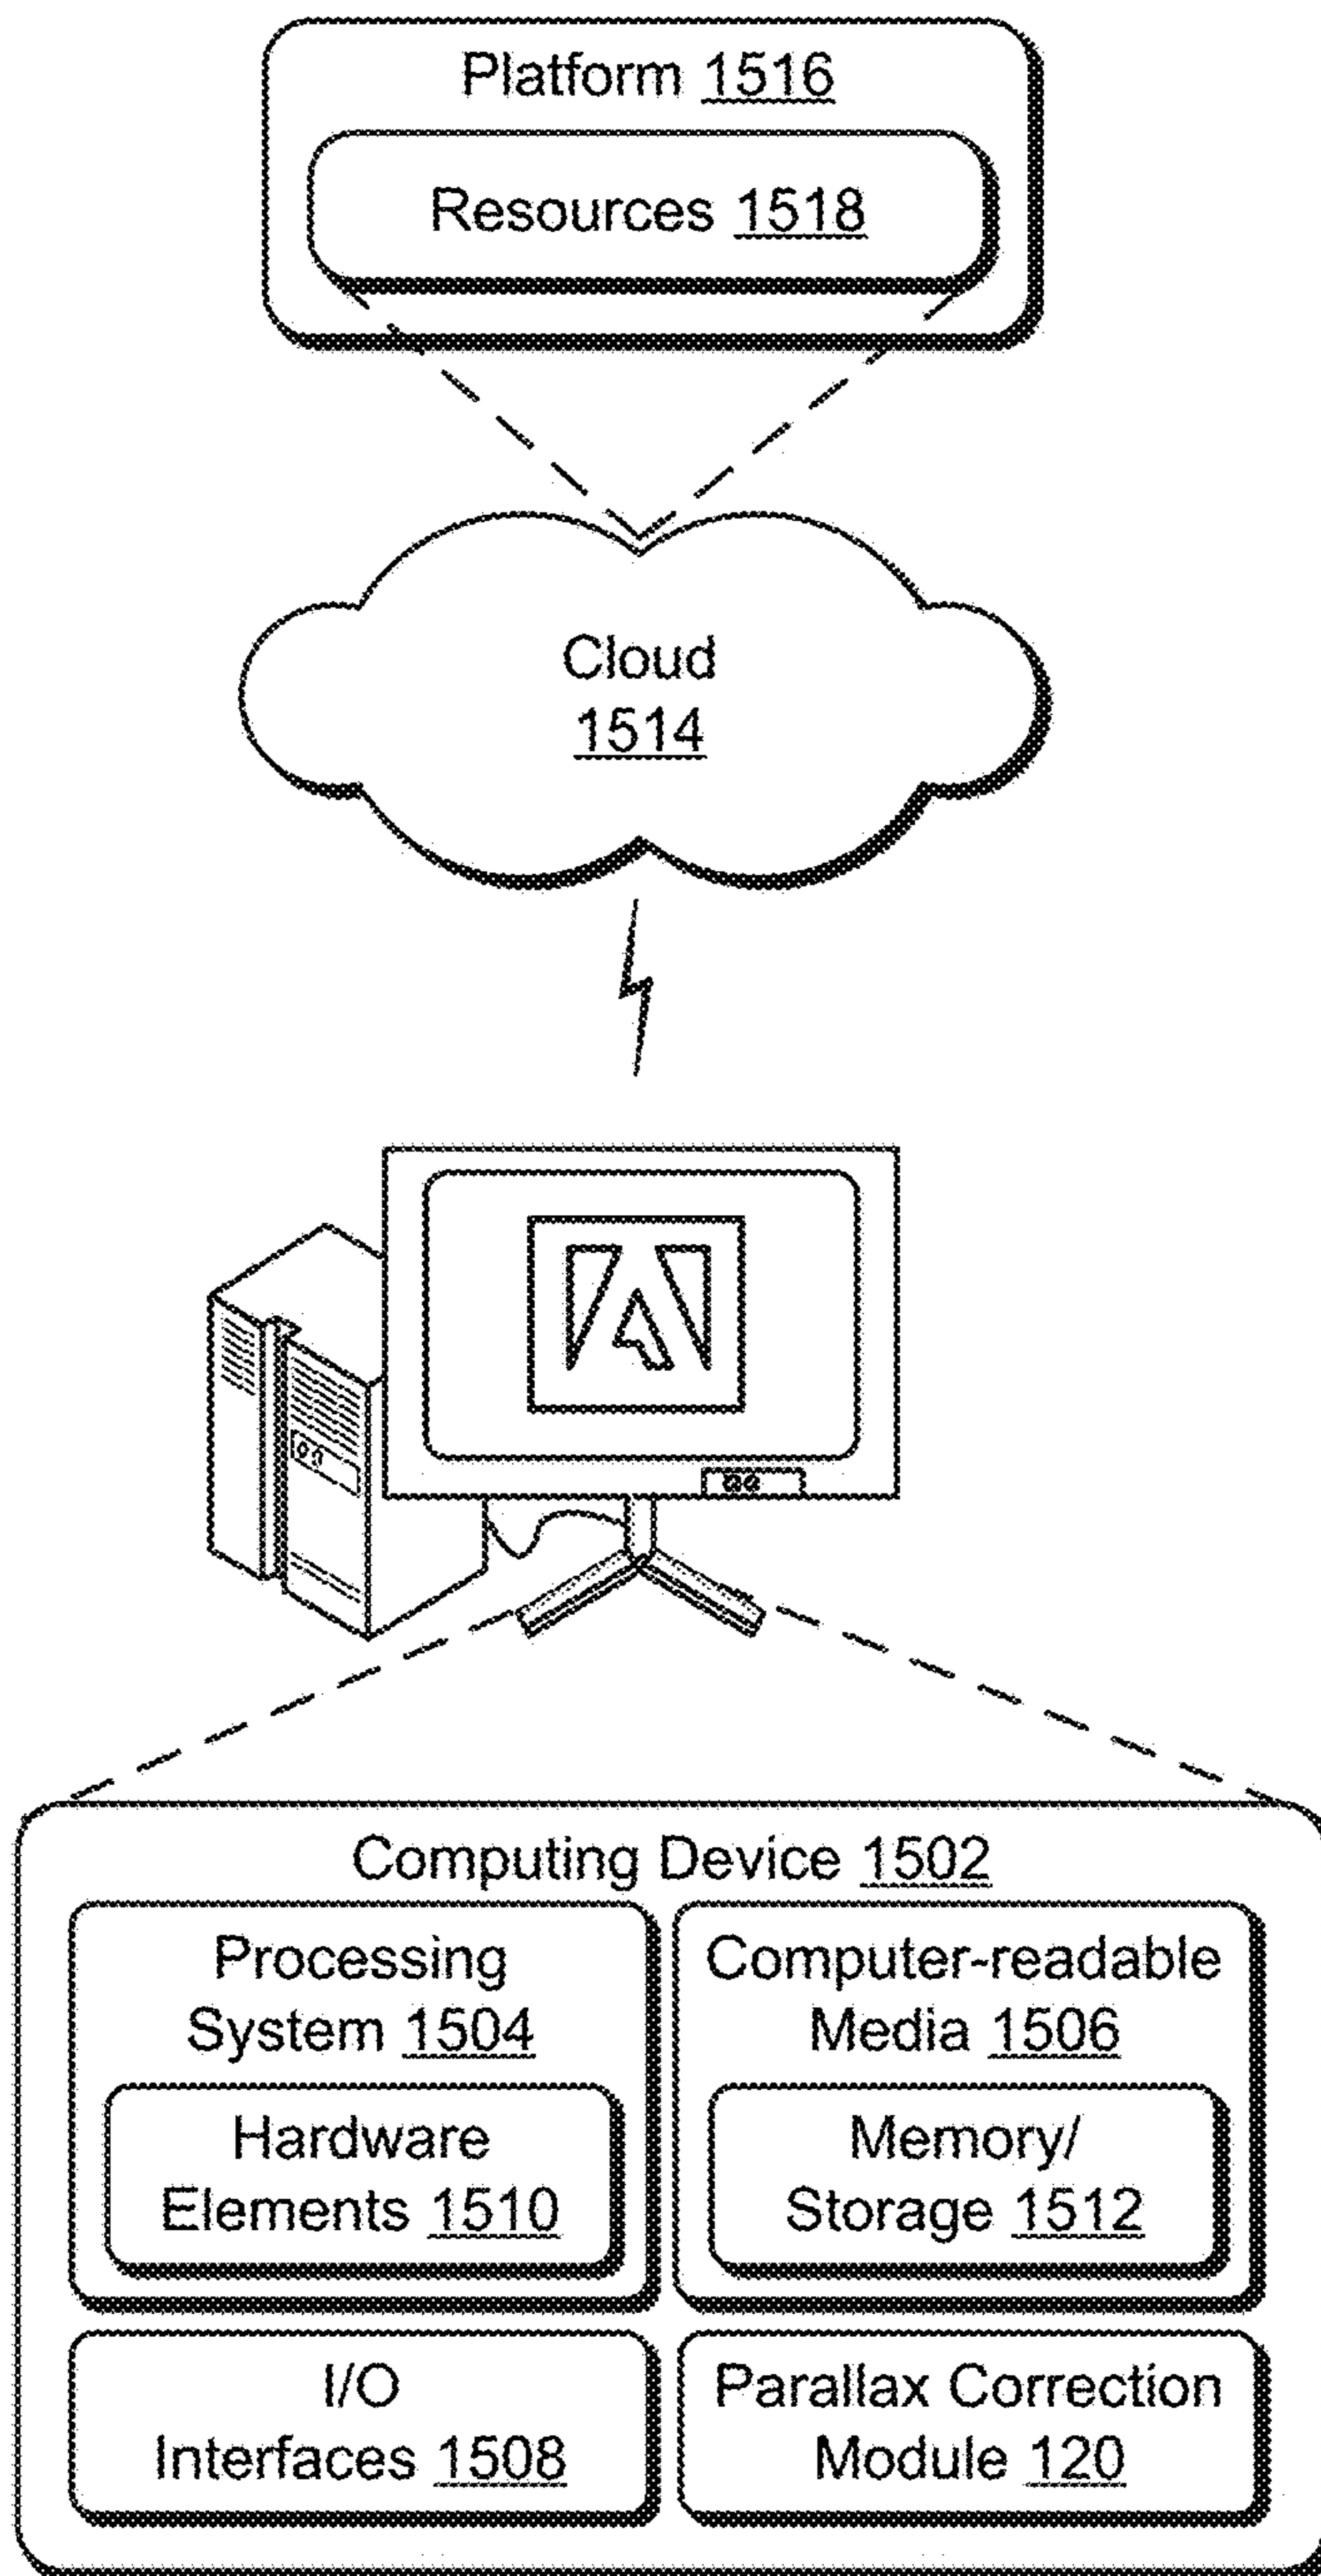 Platform 1516
Resources 1518
Cloud
1514
Computing Device 1502
Processing
System 1504
Hardware
Elements 1510
Computer-readable
Media 1506
Memory/
Storage 1512
I/O
Interfaces 1508
Parallax Correction
Module 120